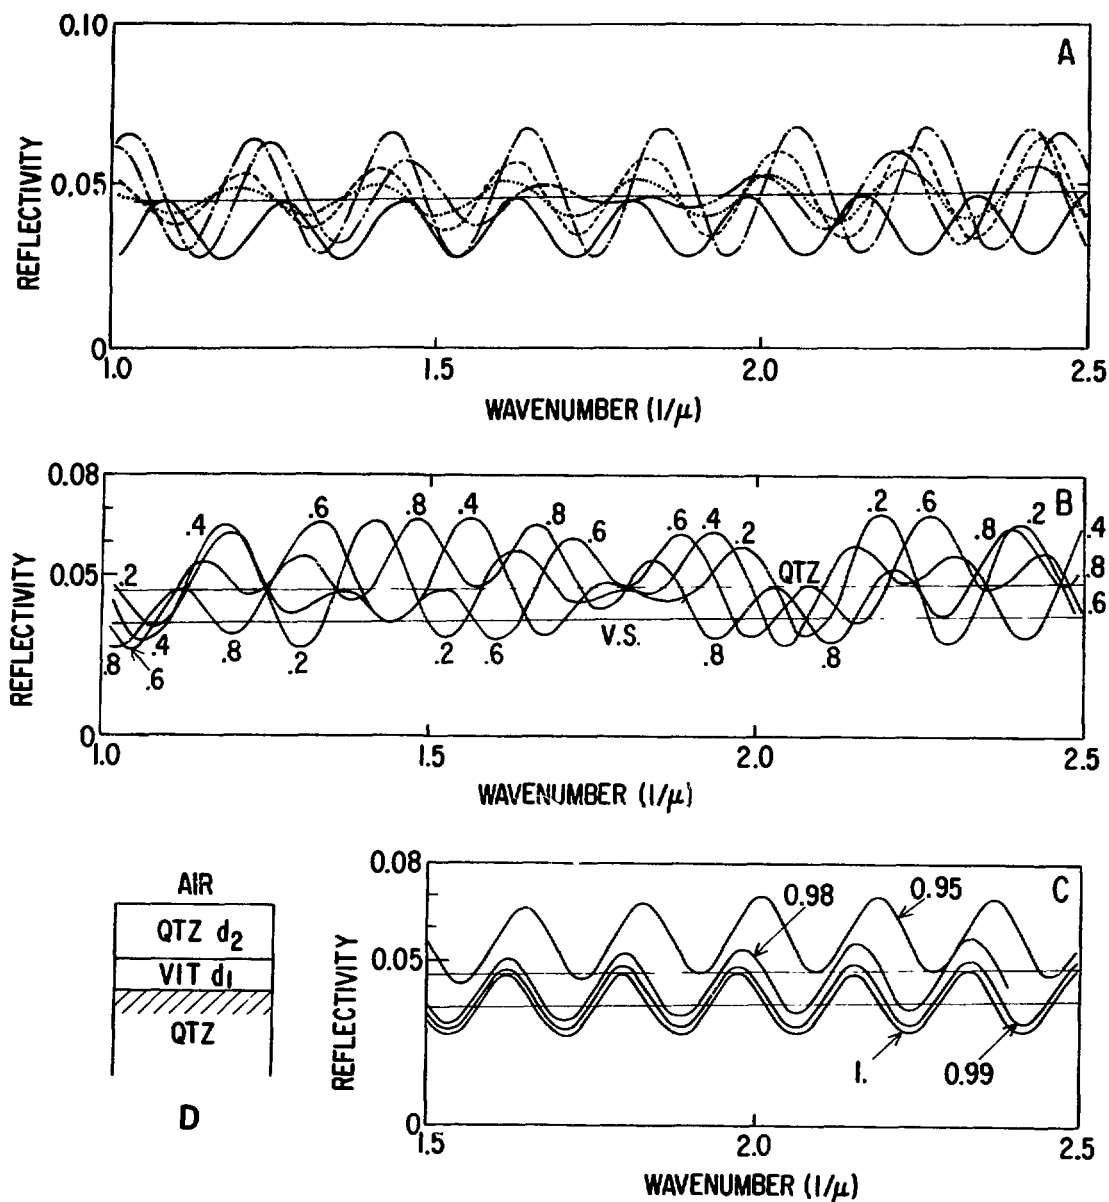 0.10
A
0.05
0
REFLECTIVITY
1.0 1.5 2.0 2.5
WAVENUMBER (1/μ)
0.08
B
.4 .6 .8 .4 .8 .6 .6 .4 .2 .2 .6 .8 .2 .4
0.05
.2
QTZ
.8
V.S.
.6
.8 .4 .6 .8 .2 .2 .6 .8 .8
0
REFLECTIVITY
1.0 1.5 2.0 2.5
WAVENUMBER (1/μ)
AIR
QTZ d2
VIT d1
QTZ
D
0.08
C
0.98 0.95
0.05
1. 0.99
0
REFLECTIVITY
1.5 2.0 2.5
WAVENUMBER (1/μ)